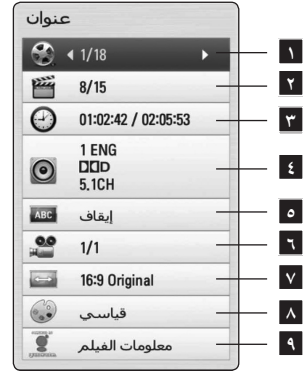 عنوان
1/18 ١
8/15 ٢
01:02:42 / 02:05:53 ٣
1 ENG
DCD
5.1CH ٤
ABC إيقاف ٥
1/1 ٦
16:9 Original ٧
قياسي ٨
معلومات الفيلم ٩